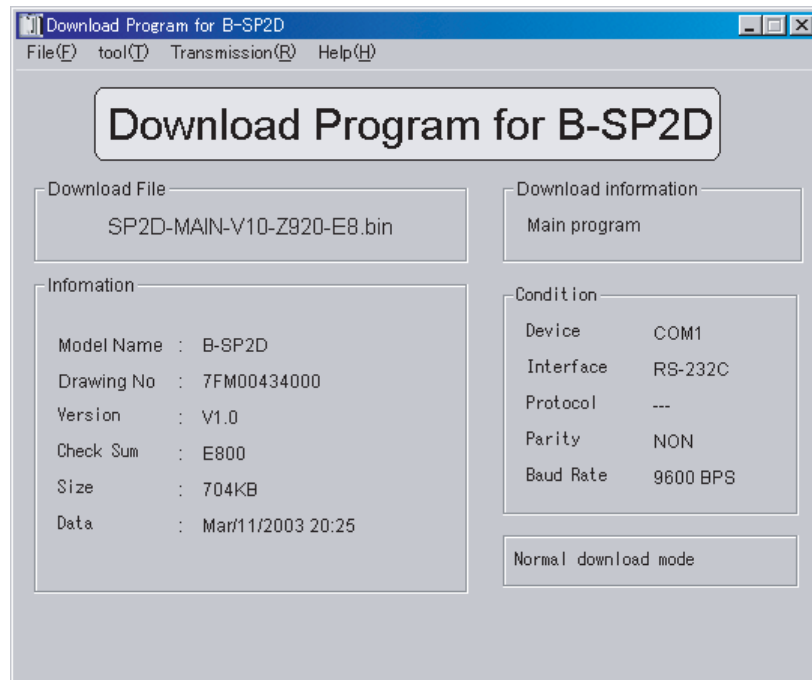 Download Program for B-SP2D
File(F) tool(T) Transmission(R) Help(H)
Download Program for B-SP2D
Download File
SP2D-MAIN-V10-Z920-E8.bin
Download information
Main program
Infomation
Model Name : B-SP2D
Drawing No : 7FM00434000
Version : V1.0
Check Sum : E800
Size : 704KB
Data : Mar/11/2003 20:25
Condition
Device COM1
Interface RS-232C
Protocol ---
Parity NON
Baud Rate 9600 BPS
Normal download mode